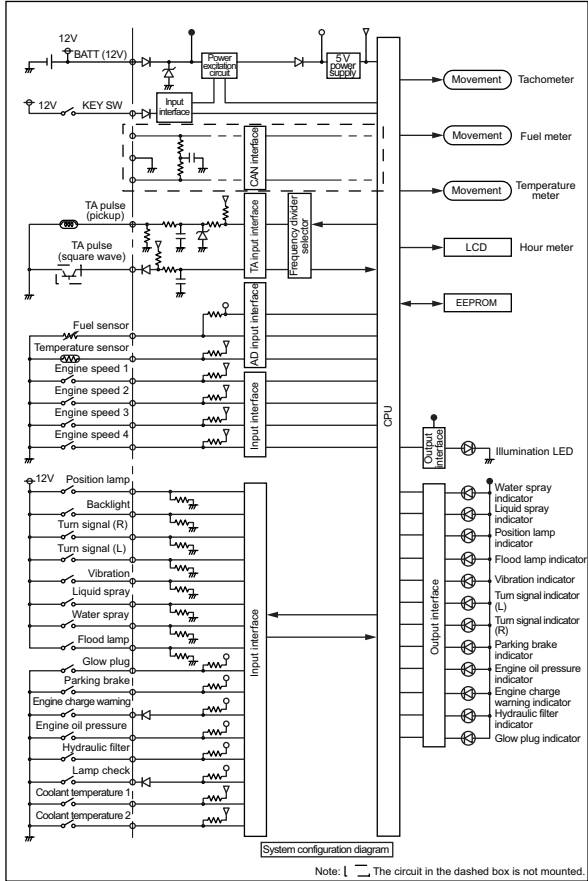 12V
BATT (12V)
12V
KEY SW
Power
excitation
circuit
5 V
power
supply
Input
interface
CAN interface
TA pulse
(pickup)
TA pulse
(square wave)
TA input interface
Frequency divider
selector
Fuel sensor
Temperature sensor
AD input interface
Engine speed 1
Engine speed 2
Engine speed 3
Engine speed 4
Input interface
12V
Position lamp
Backlight
Turn signal (R)
Turn signal (L)
Vibration
Liquid spray
Water spray
Flood lamp
Glow plug
Parking brake
Engine charge warning
Engine oil pressure
Hydraulic filter
Lamp check
Coolant temperature 1
Coolant temperature 2
Input interface
CPU
Movement
Tachometer
Movement
Fuel meter
Movement
Temperature
meter
LCD
Hour meter
EEPROM
Output
interface
Illumination LED
Output interface
Water spray
indicator
Liquid spray
indicator
Position lamp
indicator
Flood lamp indicator
Vibration indicator
Turn signal indicator
(L)
Turn signal indicator
(R)
Parking brake
indicator
Engine oil pressure
indicator
Engine charge
warning indicator
Hydraulic filter
indicator
Glow plug indicator
System configuration diagram
Note: The circuit in the dashed box is not mounted